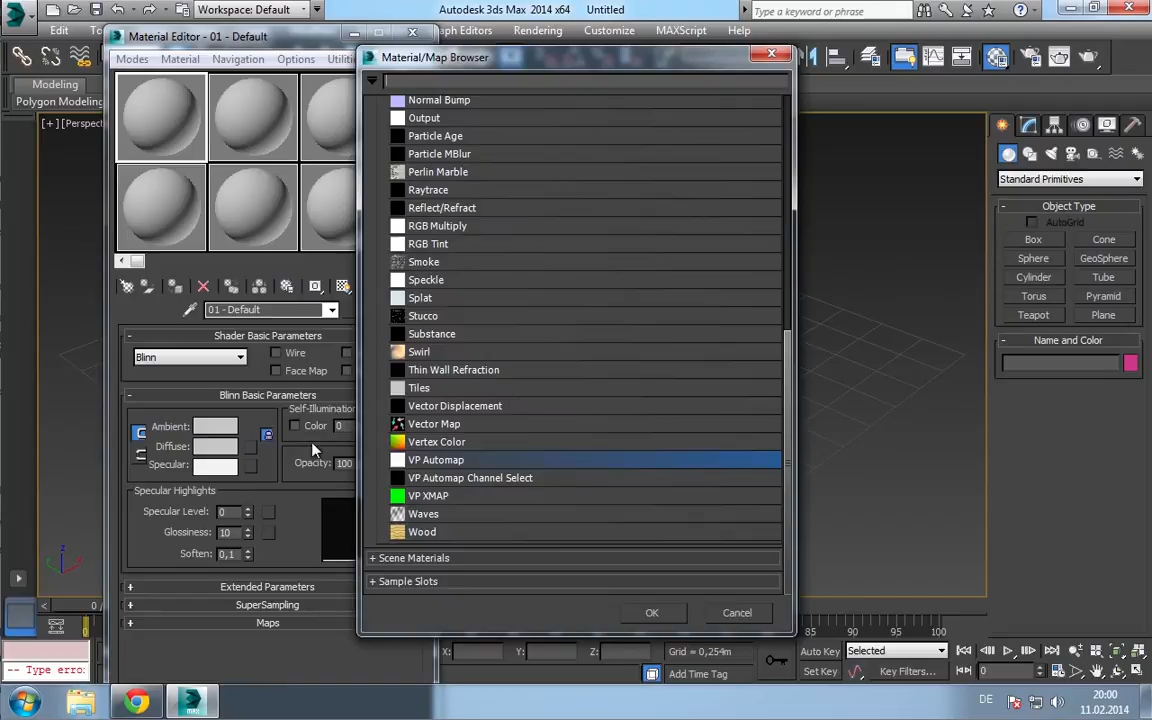 Workspace: Default
Autodesk 3ds Max 2014 x64
Untitled
Type a keyword or phrase
Edit
Material Editor - 01 - Default
Graph Editors
Rendering
Customize
MAXScript
Help
Modes
Material
Navigation
Options
Material/Map Browser
Modeling
Polygon Modeling
[+]
Normal Bump
Output
Particle Age
Particle MBlur
Perlin Marble
Raytrace
Reflect/Refract
RGB Multiply
RGB Tint
Smoke
Speckle
Splat
Stucco
Substance
Swirl
Thin Wall Refraction
Tiles
Vector Displacement
Vector Map
Vertex Color
VP Automap
VP Automap Channel Select
VP XMAP
Waves
Wood
+ Scene Materials
+ Sample Slots
OK
Cancel
01 - Default
- Shader Basic Parameters
Blinn
Wire
Face Map
- Blinn Basic Parameters
Self-Illumination
Ambient:
Color
0
Diffuse:
Specular:
Opacity:
100
Specular Highlights
Specular Level:
0
Glossiness:
10
Soften:
0,1
+ Extended Parameters
+ SuperSampling
+ Maps
Standard Primitives
- Object Type
AutoGrid
Box
Cone
Sphere
GeoSphere
Cylinder
Tube
Torus
Pyramid
Teapot
Plane
- Name and Color
z
0
85
90
95
100
-- Type erro
X:
Y:
Z:
Grid = 0,254m
Add Time Tag
Auto Key
Selected
Set Key
Key Filters...
0
DE
20:00
11.02.2014